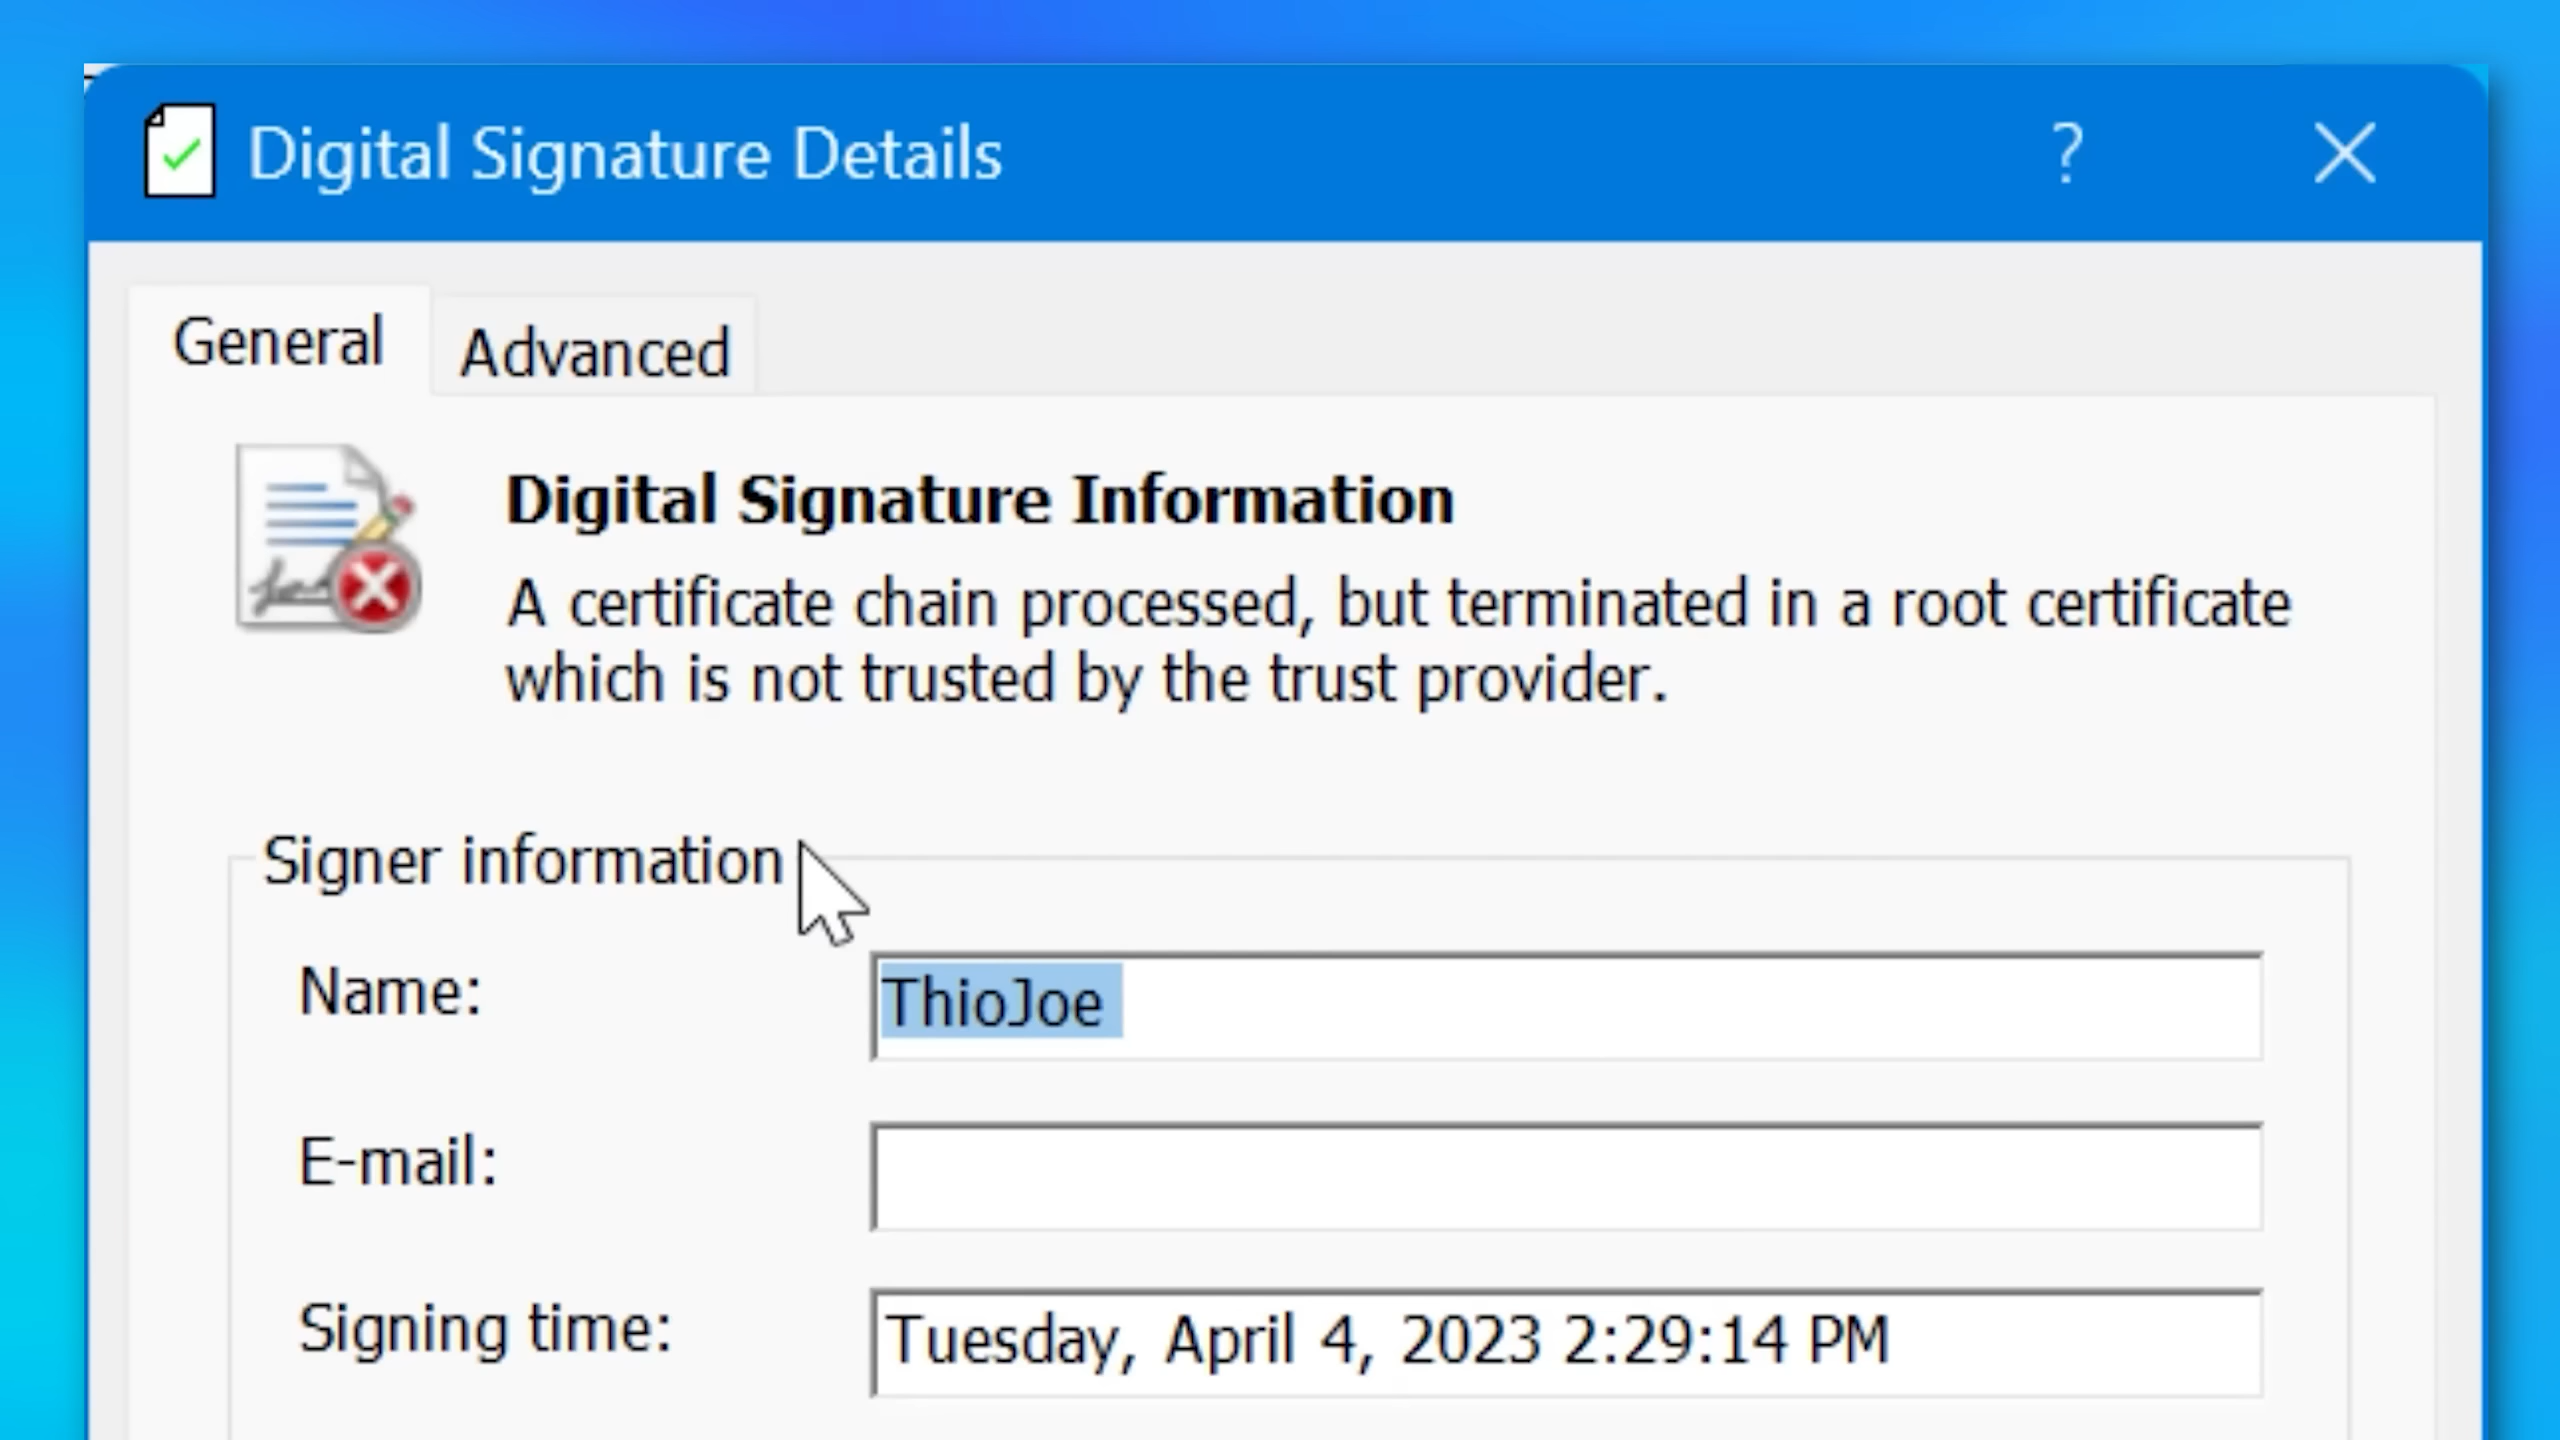 Digital Signature Details
General
Advanced
Digital Signature Information
A certificate chain processed, but terminated in a root certificate
which is not trusted by the trust provider.
Signer information
Name:
ThioJoe
E-mail:
Signing time:
Tuesday, April 4, 2023 2:29:14 PM